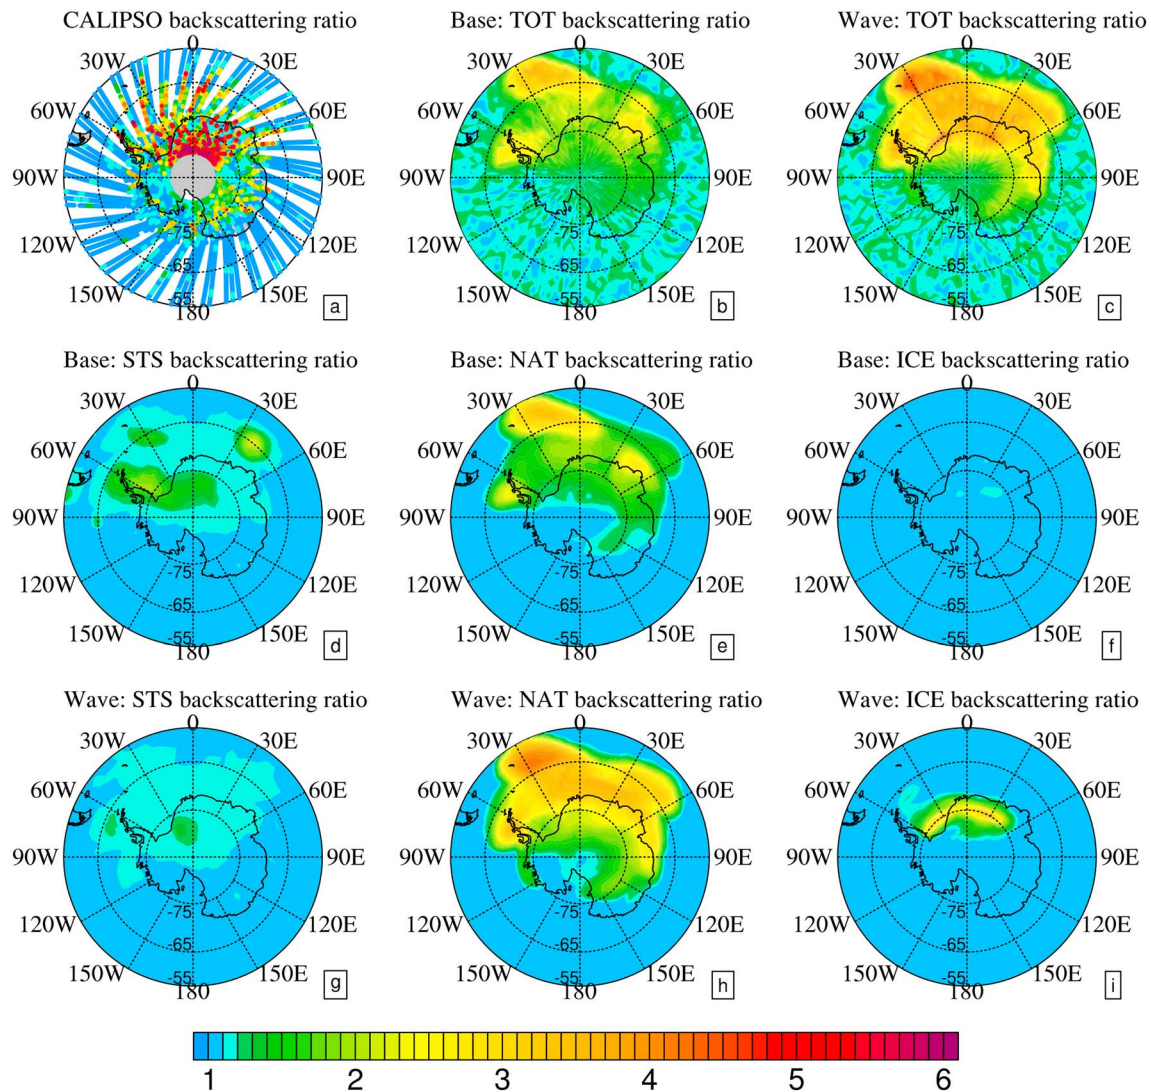 CALIPSO backscattering ratio
0
30W 30E
60W 60E
90W 90E
120W 120E
150W 150E
180
-75
-65
-55
a
Base: TOT backscattering ratio
0
30W 30E
60W 60E
90W 90E
120W 120E
150W 150E
180
-75
-65
-55
b
Wave: TOT backscattering ratio
0
30W 30E
60W 60E
90W 90E
120W 120E
150W 150E
180
-75
-65
-55
c
Base: STS backscattering ratio
0
30W 30E
60W 60E
90W 90E
120W 120E
150W 150E
180
-75
-65
-55
d
Base: NAT backscattering ratio
0
30W 30E
60W 60E
90W 90E
120W 120E
150W 150E
180
-75
-65
-55
e
Base: ICE backscattering ratio
0
30W 30E
60W 60E
90W 90E
120W 120E
150W 150E
180
-75
-65
-55
f
Wave: STS backscattering ratio
0
30W 30E
60W 60E
90W 90E
120W 120E
150W 150E
180
-75
-65
-55
g
Wave: NAT backscattering ratio
0
30W 30E
60W 60E
90W 90E
120W 120E
150W 150E
180
-75
-65
-55
h
Wave: ICE backscattering ratio
0
30W 30E
60W 60E
90W 90E
120W 120E
150W 150E
180
-75
-65
-55
i
1 2 3 4 5 6